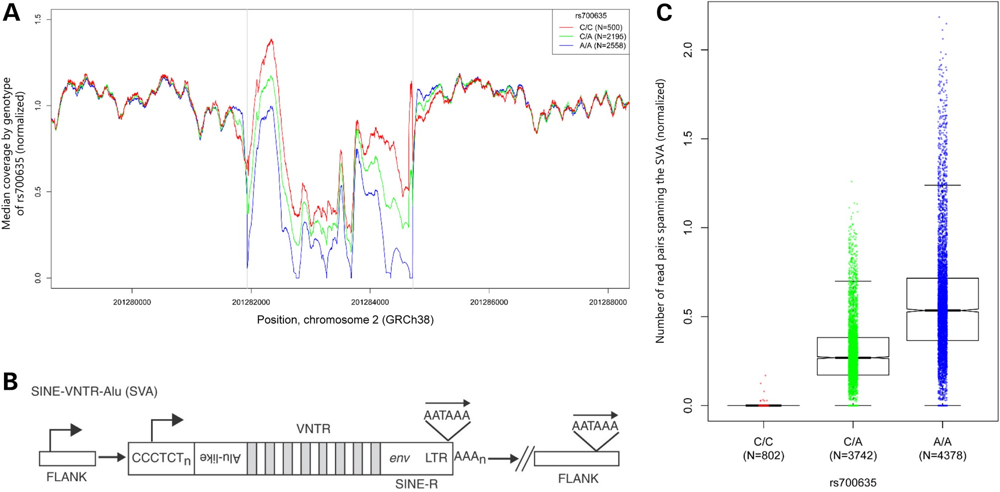 A
Median coverage by genotype
of rs700635 (normalized)
1.5
1.0
0.5
0.0
rs700635
C/C (N=500)
C/A (N=2195)
A/A (N=2558)
201280000 201282000 201284000 201286000 201288000
Position, chromosome 2 (GRCh38)
B
SINE-VNTR-Alu (SVA)
FLANK
CCCTCTn
Alu-like
VNTR
env
LTR
SINE-R
AATAAA
AAAn
AATAAA
FLANK
C
Number of read pairs spanning the SVA (normalized)
2.0
1.5
1.0
0.5
0.0
C/C C/A A/A
(N=802) (N=3742) (N=4378)
rs700635